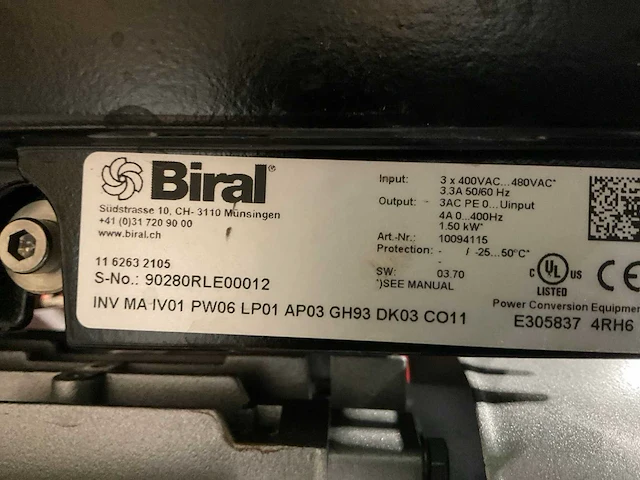 Biral®
Südstrasse 10, CH- 3110 Münsingen
+41 (0)31 720 90 00
www.biral.ch
11 6263 2105
S-No.: 90280RLE00012
INV MA IV01 PW06 LP01 AP03 GH93 DK03 CO11
Input: 3 x 400VAC...480VAC*
3.3A 50/60 Hz
Output: 3AC PE 0...Uinput
4A 0...400Hz
1.50 kW*
Art.-Nr.: 10094115
Protection: - / -25...50°C*
SW: 03.70
*)SEE MANUAL
C UL US
LISTED
CE
Power Conversion Equipment
E305837 4RH6